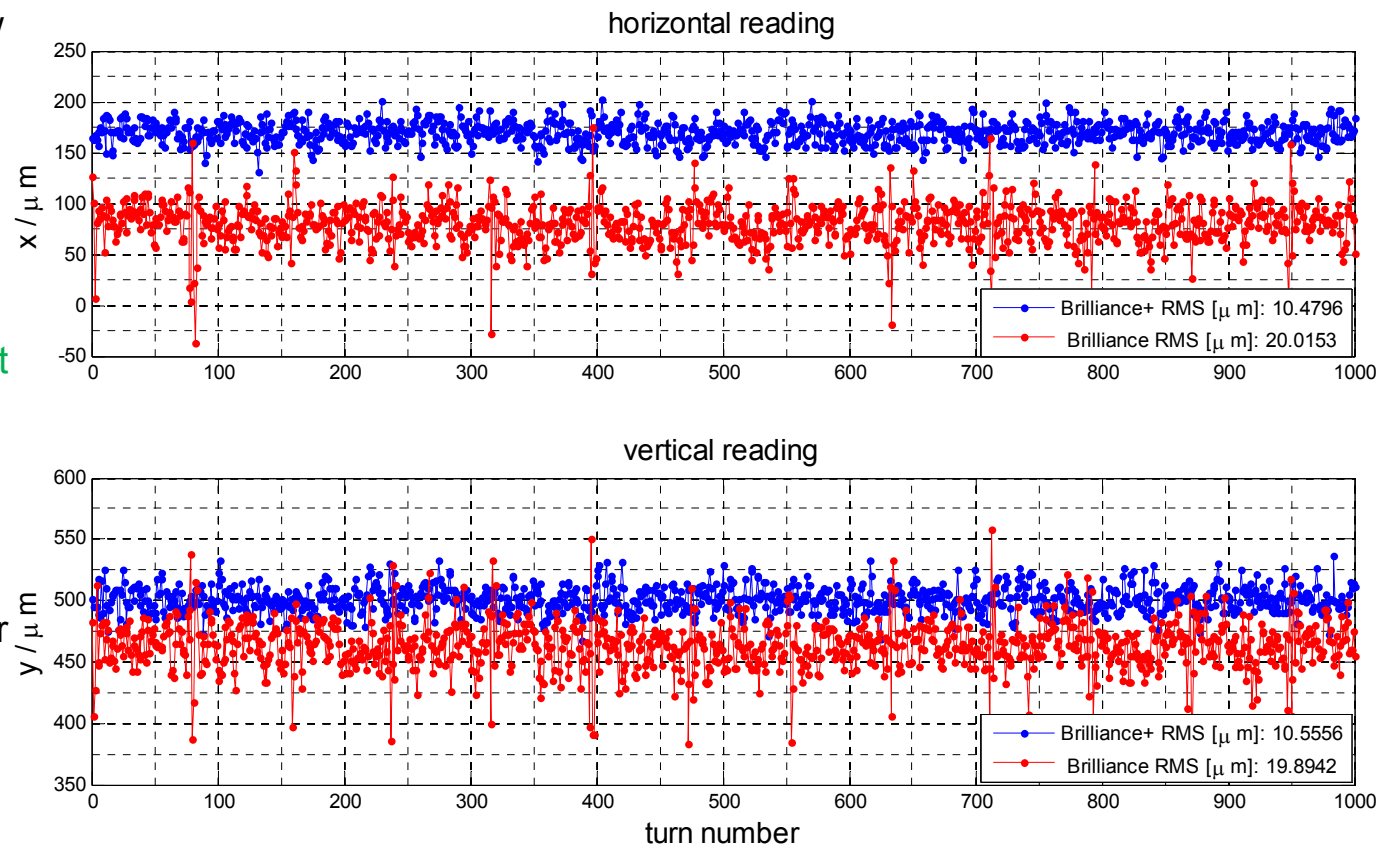 horizontal reading
250
200
150
100
50
0
-50
x / μ m
0 100 200 300 400 500 600 700 800 900 1000
Brilliance+ RMS [μ m]: 10.4796
Brilliance RMS [μ m]: 20.0153
t
vertical reading
600
550
500
450
400
350
r
y / μ m
0 100 200 300 400 500 600 700 800 900 1000
Brilliance+ RMS [μ m]: 10.5556
Brilliance RMS [μ m]: 19.8942
turn number